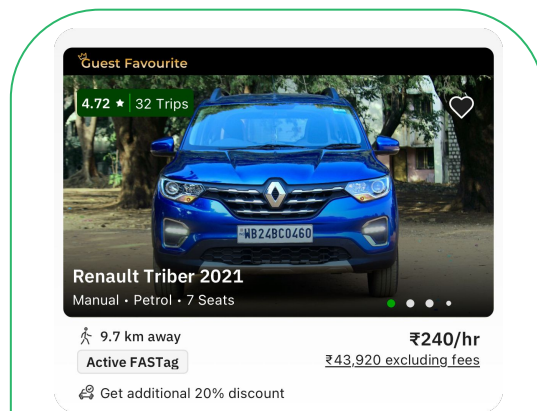 Guest Favourite
4.72 ★ | 32 Trips
WB24BC0460
Renault Triber 2021
Manual • Petrol • 7 Seats
9.7 km away
₹240/hr
Active FASTag
₹43,920 excluding fees
Get additional 20% discount